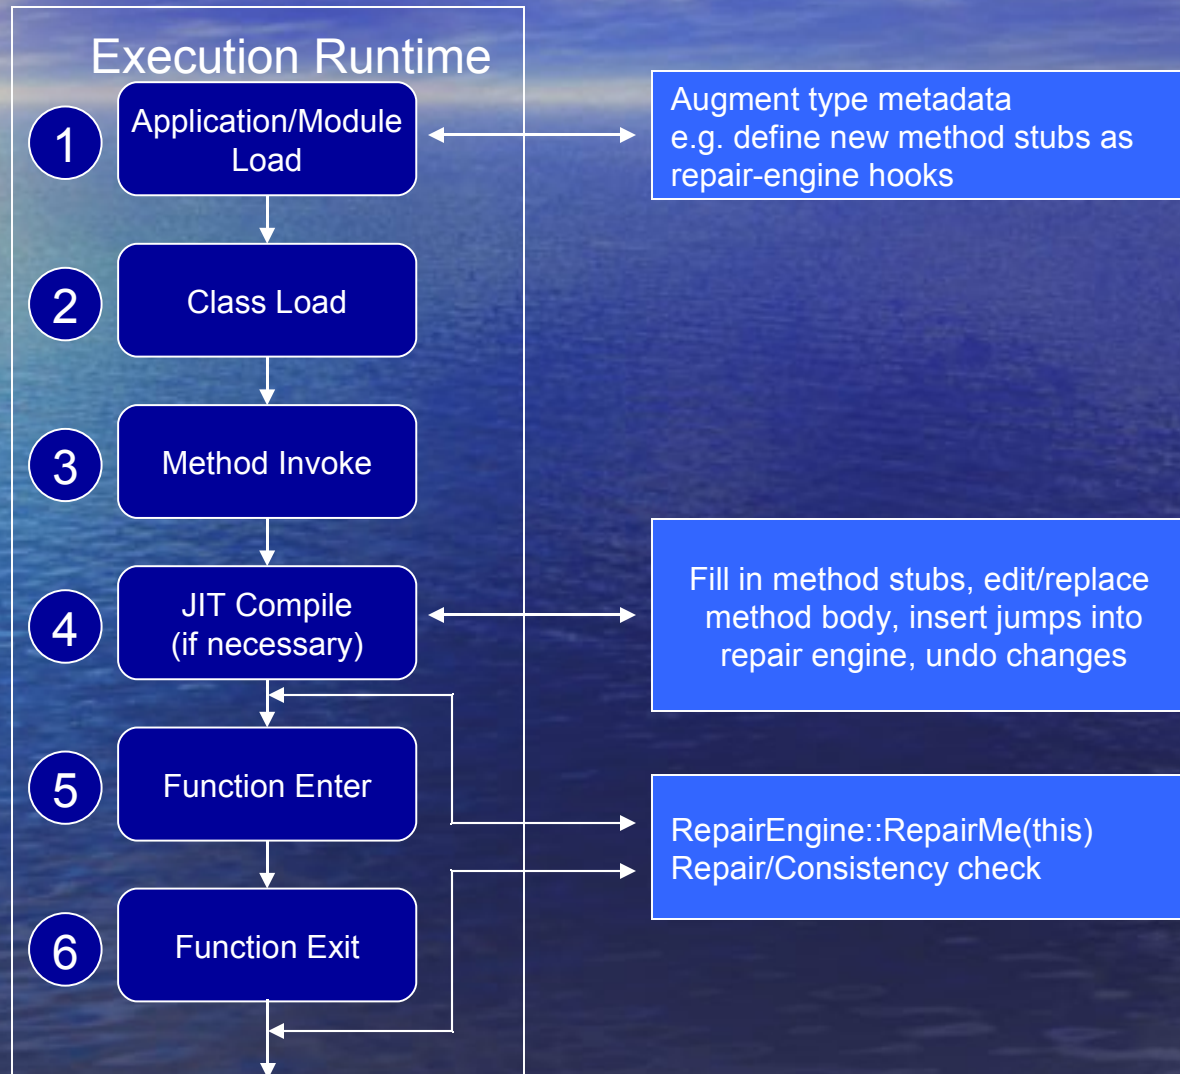 Execution Runtime
1
Application/Module
Load
Augment type metadata
e.g. define new method stubs as
repair-engine hooks
2
Class Load
3
Method Invoke
4
JIT Compile
(if necessary)
Fill in method stubs, edit/replace
method body, insert jumps into
repair engine, undo changes
5
Function Enter
RepairEngine::RepairMe(this)
Repair/Consistency check
6
Function Exit